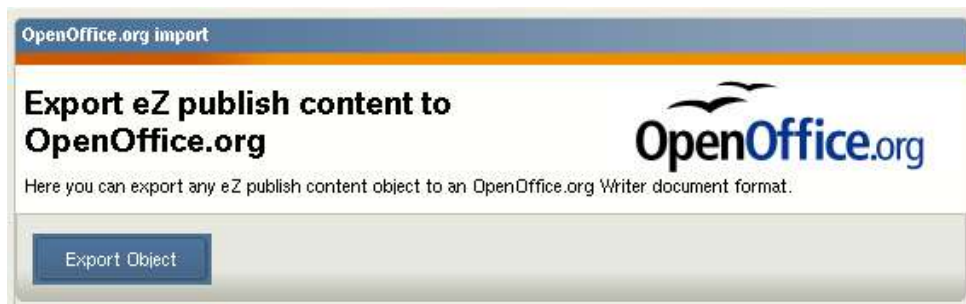 OpenOffice.org import
Export eZ publish content to
OpenOffice.org
OpenOffice.org
Here you can export any eZ publish content object to an OpenOffice.org Writer document format.
Export Object